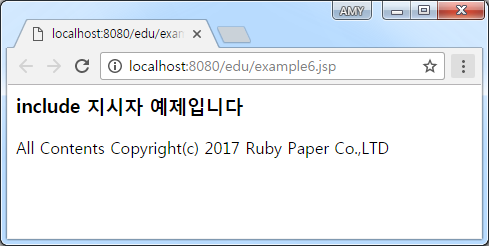 AMY
localhost:8080/edu/exam
localhost:8080/edu/example6.jsp
include 지시자 예제입니다
All Contents Copyright(c) 2017 Ruby Paper Co.,LTD